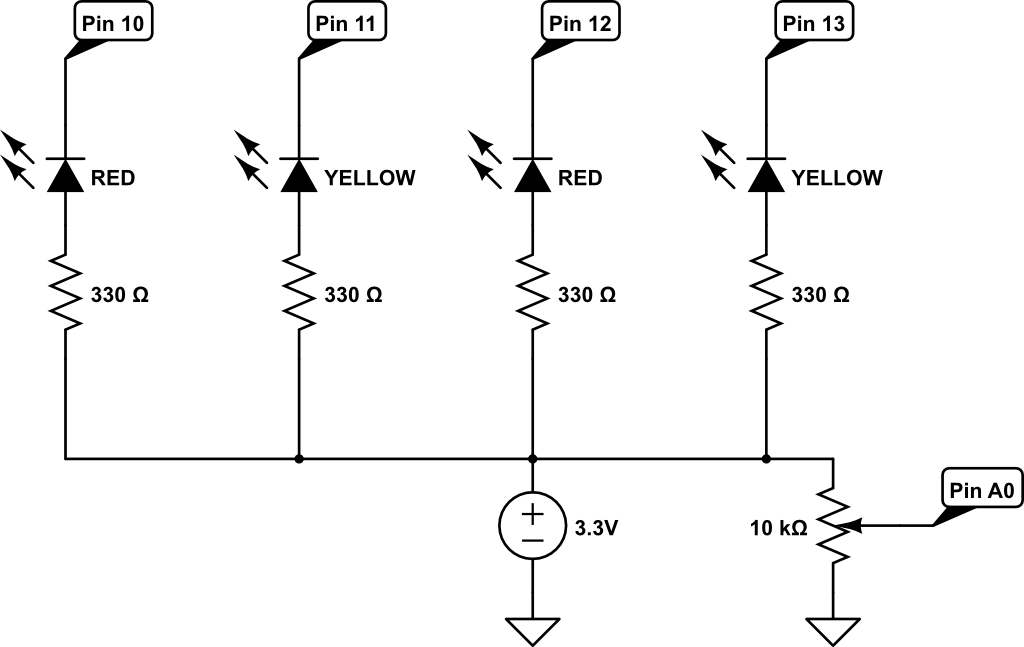 Pin 10
Pin 11
Pin 12
Pin 13
RED
YELLOW
RED
YELLOW
330 Ω
330 Ω
330 Ω
330 Ω
Pin A0
+
−
3.3V
10 kΩ